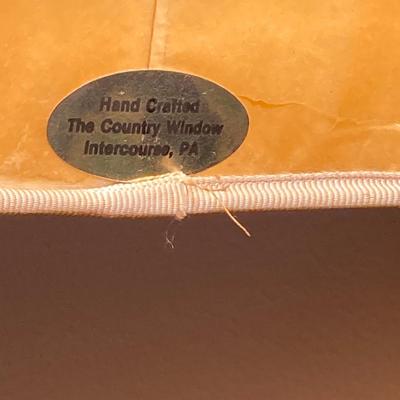 Hand Crafted
The Country Window
Intercourse, PA